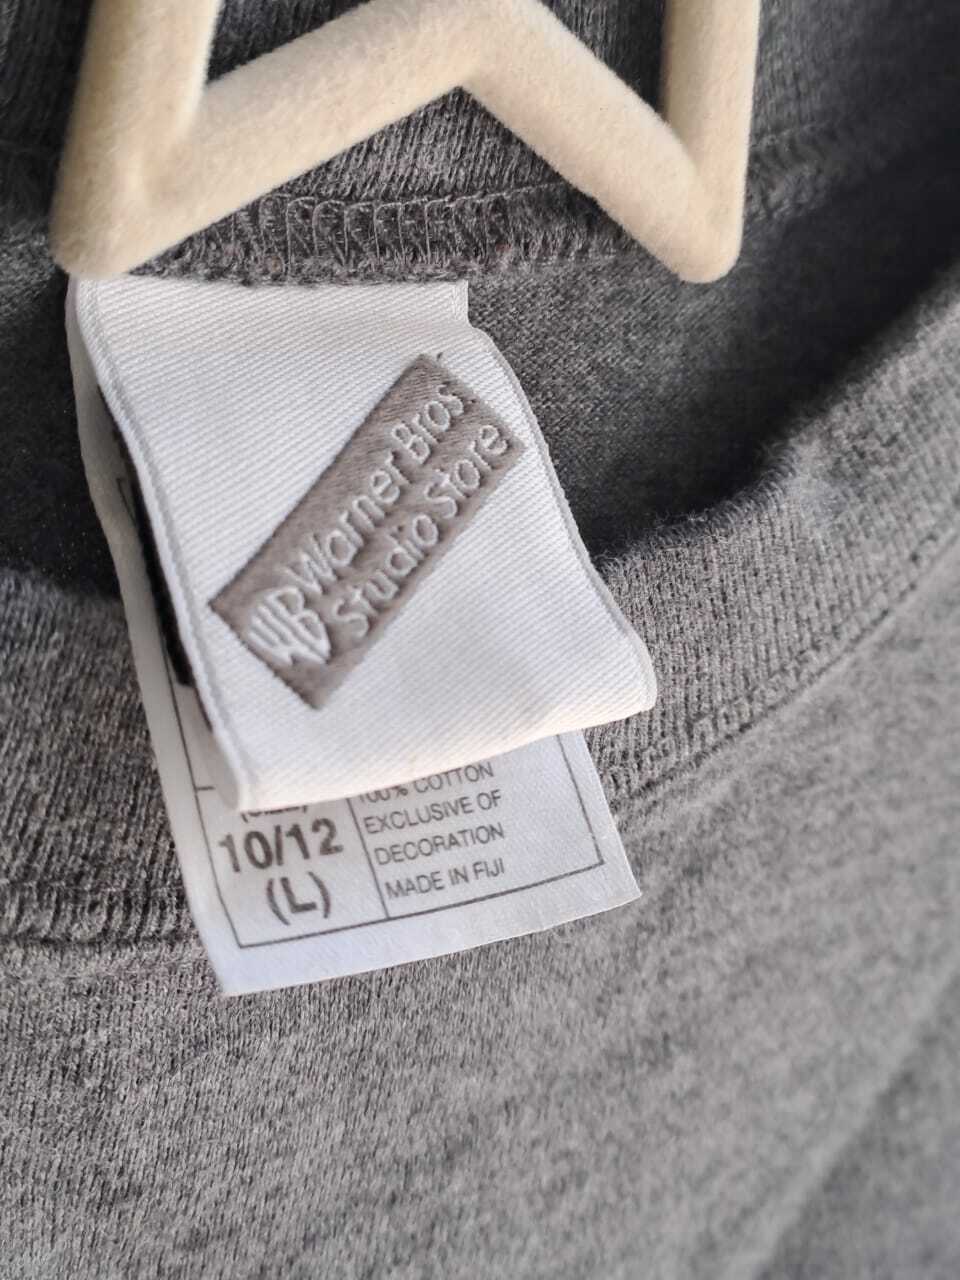 WB Warner Bros.
Studio Store
10/12
(L)
100% COTTON
EXCLUSIVE OF
DECORATION
MADE IN FIJI